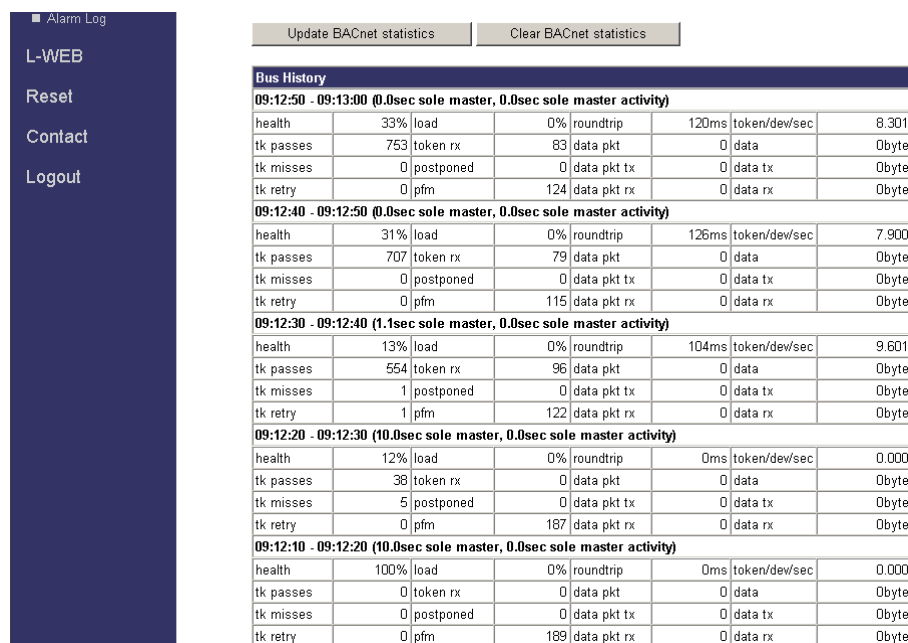 Alarm Log
L-WEB
Reset
Contact
Logout
Update BACnet statistics Clear BACnet statistics
Bus History
09:12:50 - 09:13:00 (0.0sec sole master, 0.0sec sole master activity)
health 33% load 0% roundtrip 120ms token/dev/sec 8.301
tk passes 753 token rx 83 data pkt 0 data 0byte
tk misses 0 postponed 0 data pkt tx 0 data tx 0byte
tk retry 0 pfm 124 data pkt rx 0 data rx 0byte
09:12:40 - 09:12:50 (0.0sec sole master, 0.0sec sole master activity)
health 31% load 0% roundtrip 126ms token/dev/sec 7.900
tk passes 707 token rx 79 data pkt 0 data 0byte
tk misses 0 postponed 0 data pkt tx 0 data tx 0byte
tk retry 0 pfm 115 data pkt rx 0 data rx 0byte
09:12:30 - 09:12:40 (1.1sec sole master, 0.0sec sole master activity)
health 13% load 0% roundtrip 104ms token/dev/sec 9.601
tk passes 554 token rx 96 data pkt 0 data 0byte
tk misses 1 postponed 0 data pkt tx 0 data tx 0byte
tk retry 1 pfm 122 data pkt rx 0 data rx 0byte
09:12:20 - 09:12:30 (10.0sec sole master, 0.0sec sole master activity)
health 12% load 0% roundtrip 0ms token/dev/sec 0.000
tk passes 38 token rx 0 data pkt 0 data 0byte
tk misses 5 postponed 0 data pkt tx 0 data tx 0byte
tk retry 0 pfm 187 data pkt rx 0 data rx 0byte
09:12:10 - 09:12:20 (10.0sec sole master, 0.0sec sole master activity)
health 100% load 0% roundtrip 0ms token/dev/sec 0.000
tk passes 0 token rx 0 data pkt 0 data 0byte
tk misses 0 postponed 0 data pkt tx 0 data tx 0byte
tk retry 0 pfm 189 data pkt rx 0 data rx 0byte